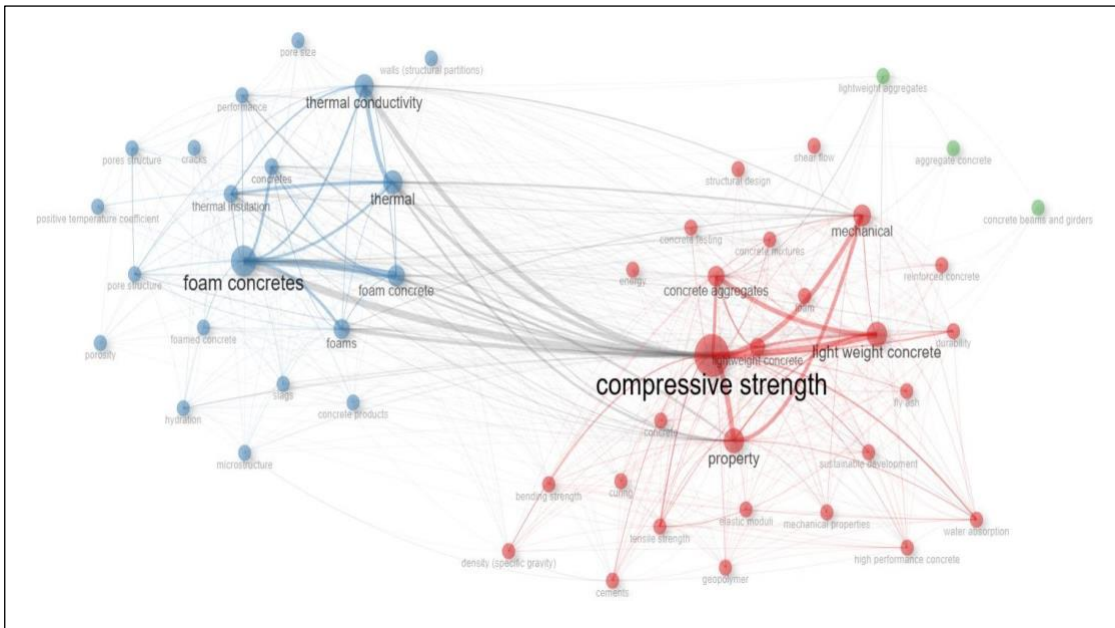 pore size
walls (structural partitions)
thermal conductivity
performance
pores structure
cracks
concretes
thermal insulation
thermal
positive temperature coefficient
foam concretes
foam concrete
pore structure
foamed concrete
foams
porosity
slags
hydration
concrete products
microstructure
lightweight aggregates
shear flow
aggregate concrete
structural design
concrete beams and girders
mechanical
concrete testing
concrete mixtures
energy
reinforced concrete
concrete aggregates
foam
durability
lightweight concrete
light weight concrete
compressive strength
fly ash
concrete
property
sustainable development
bending strength
curing
elastic moduli
mechanical properties
tensile strength
water absorption
density (specific gravity)
high performance concrete
geopolymer
cements